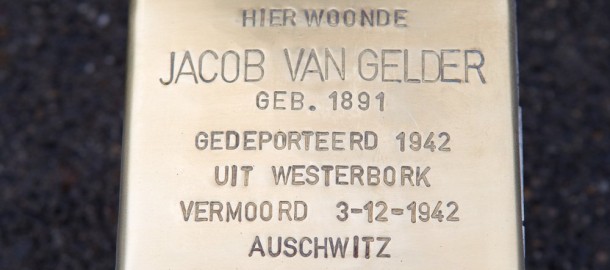 HIER WOONDE
JACOB VAN GELDER
GEB. 1891
GEDEPORTEERD 1942
UIT WESTERBORK
VERMOORD 3-12-1942
AUSCHWITZ